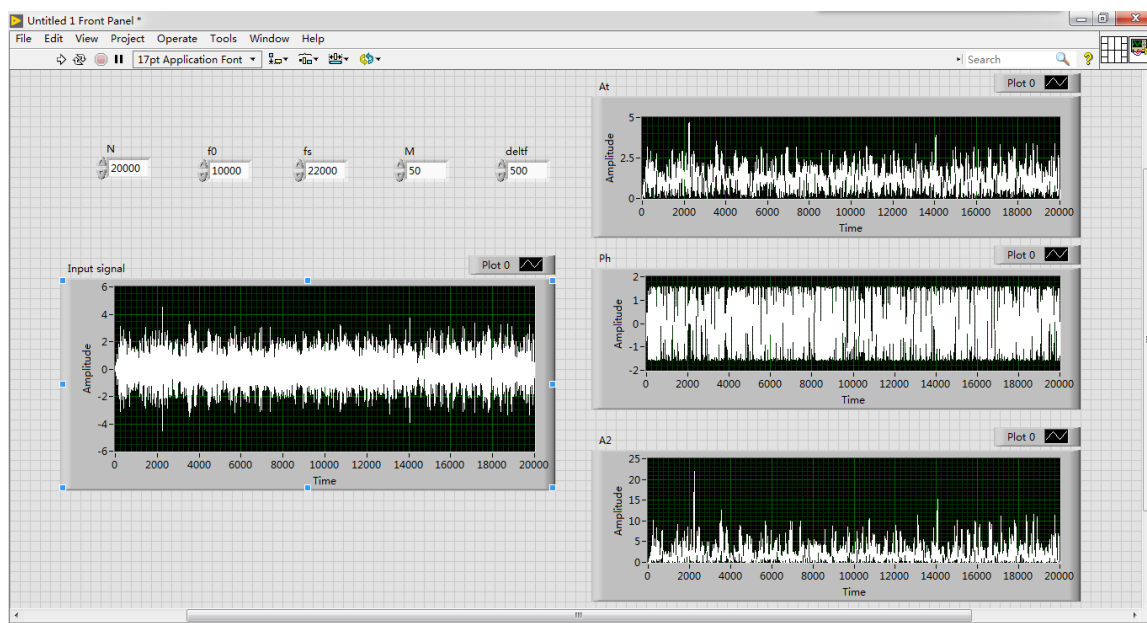 Untitled 1 Front Panel *
File Edit View Project Operate Tools Window Help
17pt Application Font
Search
N
20000
f0
10000
fs
22000
M
50
deltf
500
Input signal
Plot 0
Amplitude
6
4
2
0
-2
-4
-6
0 2000 4000 6000 8000 10000 12000 14000 16000 18000 20000
Time
At
Plot 0
Amplitude
5
2.5
0
0 2000 4000 6000 8000 10000 12000 14000 16000 18000 20000
Time
Ph
Plot 0
Amplitude
2
1
0
-1
-2
0 2000 4000 6000 8000 10000 12000 14000 16000 18000 20000
Time
A2
Plot 0
Amplitude
25
20
15
10
5
0
0 2000 4000 6000 8000 10000 12000 14000 16000 18000 20000
Time